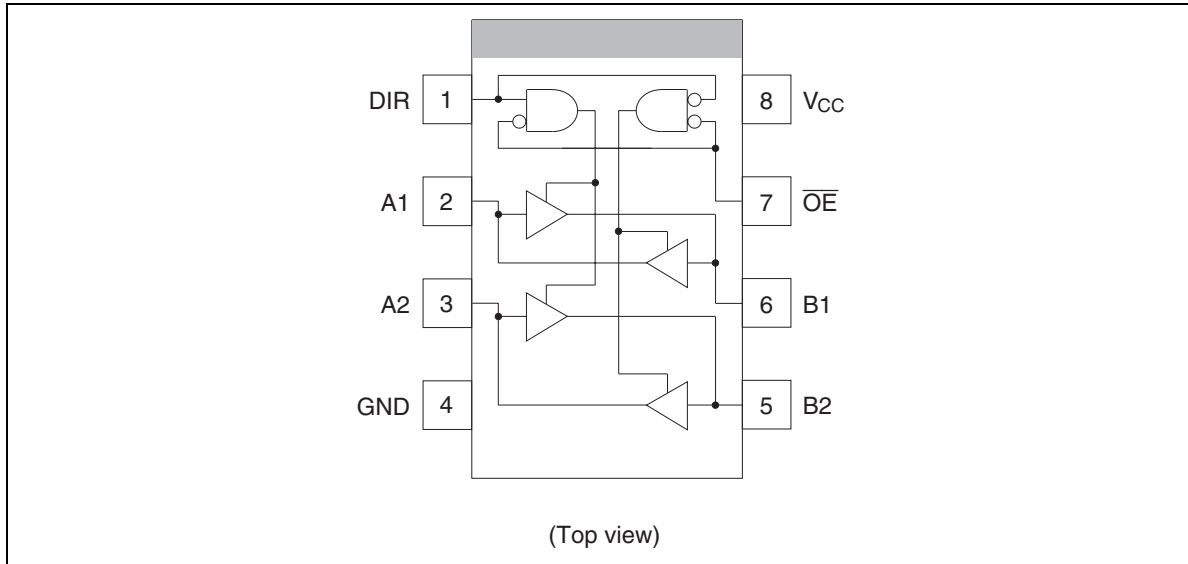 DIR 1 8 VCC
A1 2 7 OE
A2 3 6 B1
GND 4 5 B2
(Top view)